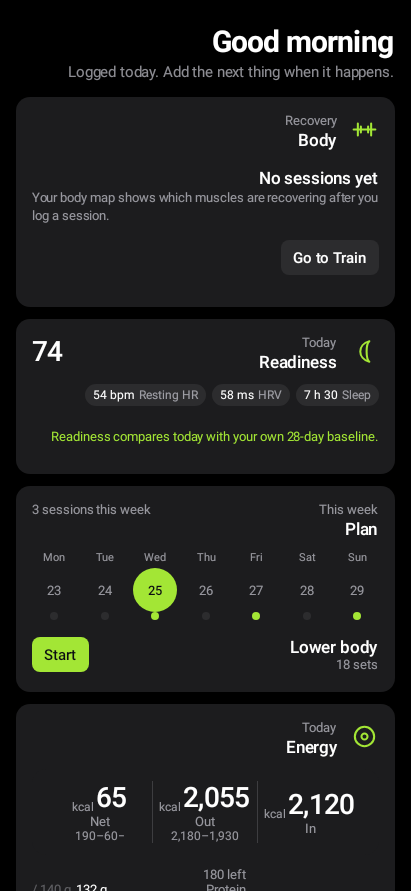 Good morning
Logged today. Add the next thing when it happens.
Recovery
Body
No sessions yet
Your body map shows which muscles are recovering after you
log a session.
Go to Train
74
Today
Readiness
54 bpm Resting HR
58 ms HRV
7 h 30 Sleep
Readiness compares today with your own 28-day baseline.
3 sessions this week
This week
Plan
Mon Tue Wed Thu Fri Sat Sun
23 24 25 26 27 28 29
Start
Lower body
18 sets
Today
Energy
kcal 65
Net
190–60−
kcal 2,055
Out
2,180–1,930
kcal 2,120
In
180 left
/ 140 g 132 g
Protein